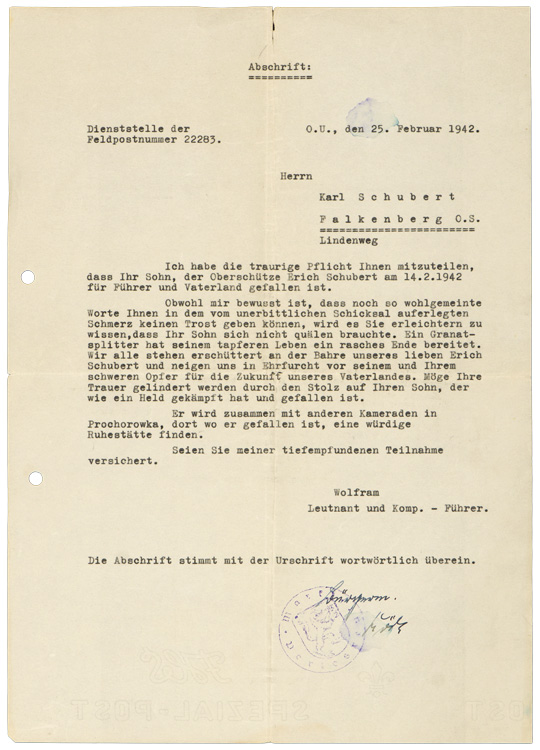 Abschrift:
Dienststelle der
Feldpostnummer 22283.
O.U., den 25. Februar 1942.
Herrn
Karl S c h u b e r t
F a l k e n b e r g O.S.
Lindenweg
Ich habe die traurige Pflicht Ihnen mitzuteilen,
dass Ihr Sohn, der Oberschütze Erich Schubert am 14.2.1942
für Führer und Vaterland gefallen ist.
Obwohl mir bewusst ist, dass noch so wohlgemeinte
Worte Ihnen in dem vom unerbittlichen Schicksal auferlegten
Schmerz keinen Trost geben können, wird es Sie erleichtern zu
wissen,dass Ihr Sohn sich nicht quälen brauchte. Ein Granat-
splitter hat seinem tapferen Leben ein rasches Ende bereitet.
Wir alle stehen erschüttert an der Bahre unseres lieben Erich
Schubert und neigen uns in Ehrfurcht vor seinem und Ihrem
schweren Opfer für die Zukunft unseres Vaterlandes. Möge Ihre
Trauer gelindert werden durch den Stolz auf Ihren Sohn, der
wie ein Held gekämpft hat und gefallen ist.
Er wird zusammen mit anderen Kameraden in
Prochorowka, dort wo er gefallen ist, eine würdige
Ruhestätte finden.
Seien Sie meiner tiefempfundenen Teilnahme
versichert.
Wolfram
Leutnant und Komp. - Führer.
Die Abschrift stimmt mit der Urschrift wortwörtlich überein.
SPEZIAL-POST